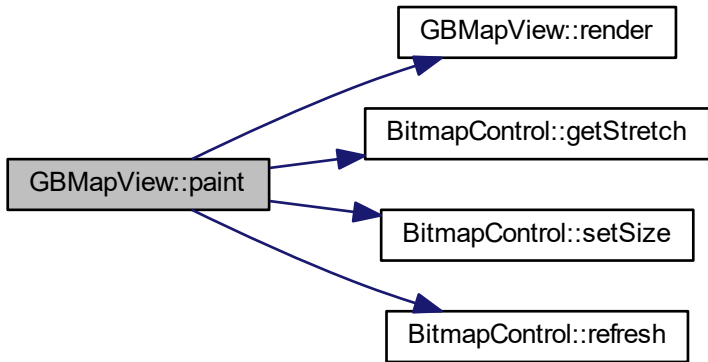 GBMapView::render
BitmapControl::getStretch
GBMapView::paint
BitmapControl::setSize
BitmapControl::refresh